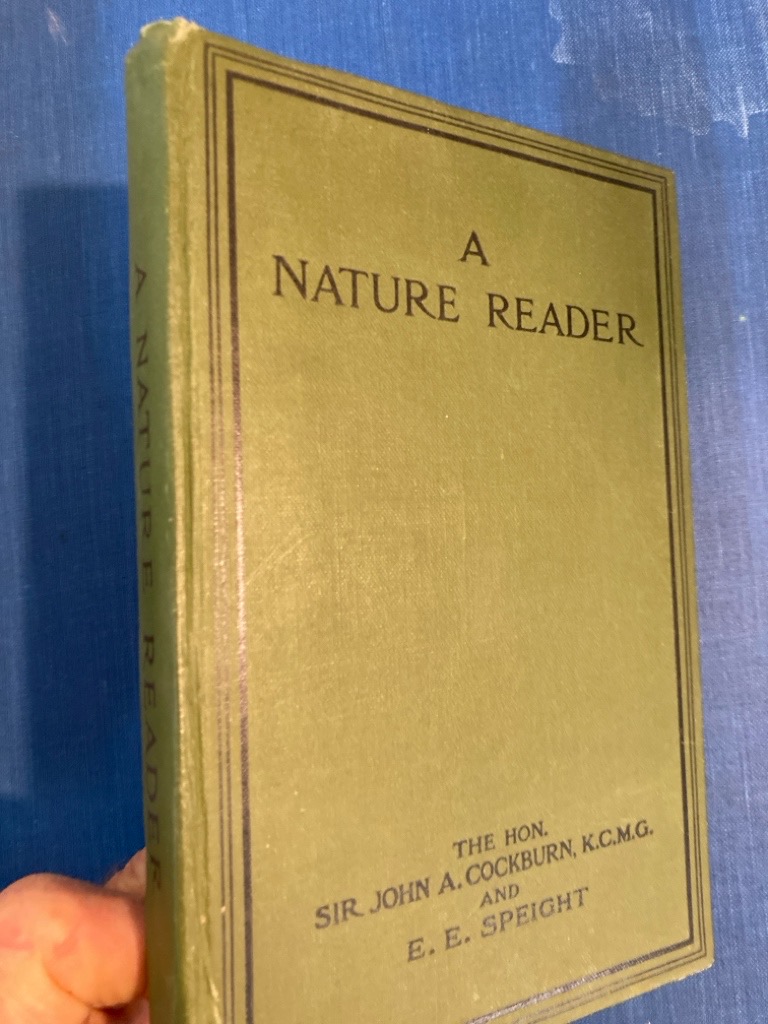 A
NATURE READER
THE HON.
SIR JOHN A. COCKBURN, K.C.M.G.
AND
E. E. SPEIGHT
A NATURE READER